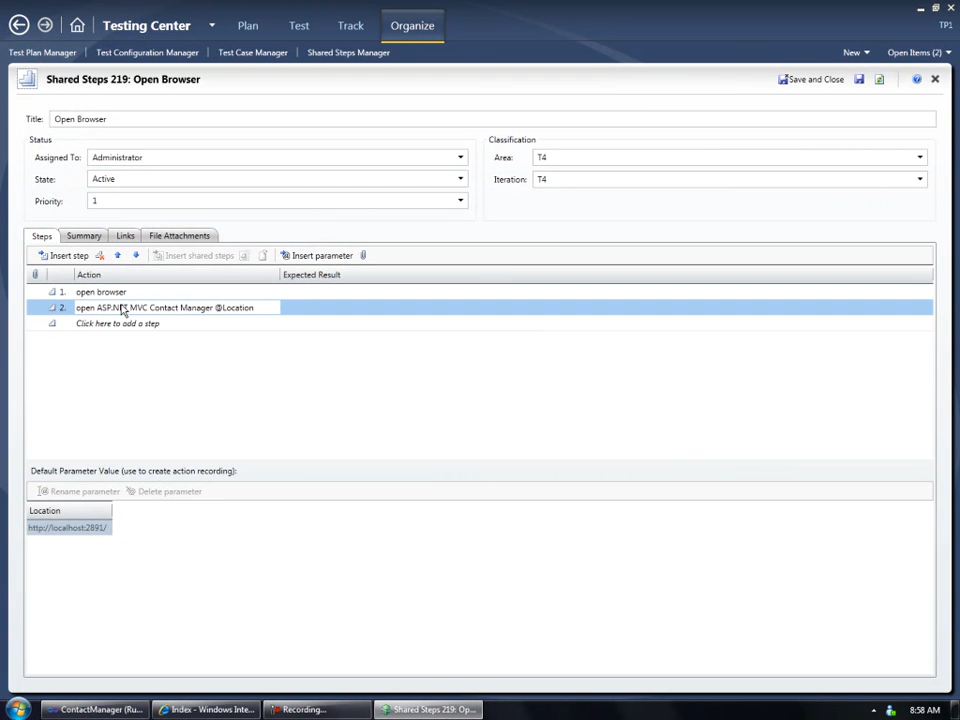 Testing Center Plan Test Track Organize TP1
Test Plan Manager Test Configuration Manager Test Case Manager Shared Steps Manager New Open Items (2)
Shared Steps 219: Open Browser Save and Close
Title: Open Browser
Status Classification
Assigned To: Administrator Area: T4
State: Active Iteration: T4
Priority: 1
Steps Summary Links File Attachments
Insert step Insert shared steps Insert parameter
Action Expected Result
1. open browser
2. open ASP.NET MVC Contact Manager @Location
Click here to add a step
Default Parameter Value (use to create action recording):
Rename parameter Delete parameter
Location
http://localhost:2891/
ContactManager (Ru... Index - Windows Inte... Recording... Shared Steps 219: Op... 8:58 AM